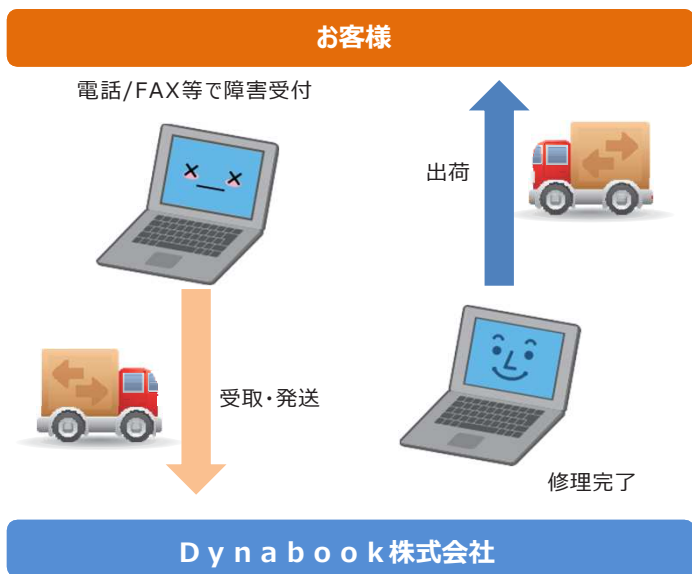 お客様
電話/FAX等で障害受付
出荷
受取・発送
修理完了
Ｄｙｎａｂｏｏｋ株式会社